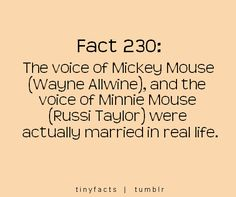 Fact 230:
The voice of Mickey Mouse
(Wayne Allwine), and the
voice of Minnie Mouse
(Russi Taylor) were
actually married in real life.
tinyfacts | tumblr